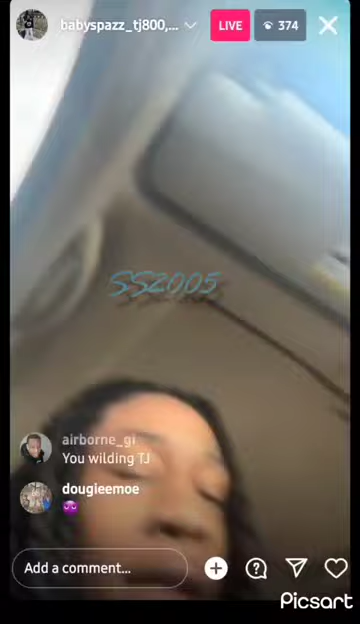 babyspazz_tj800,...
LIVE
374
SS2005
airborne_gi
You wilding TJ
dougieemoe
Add a comment...
Picsart